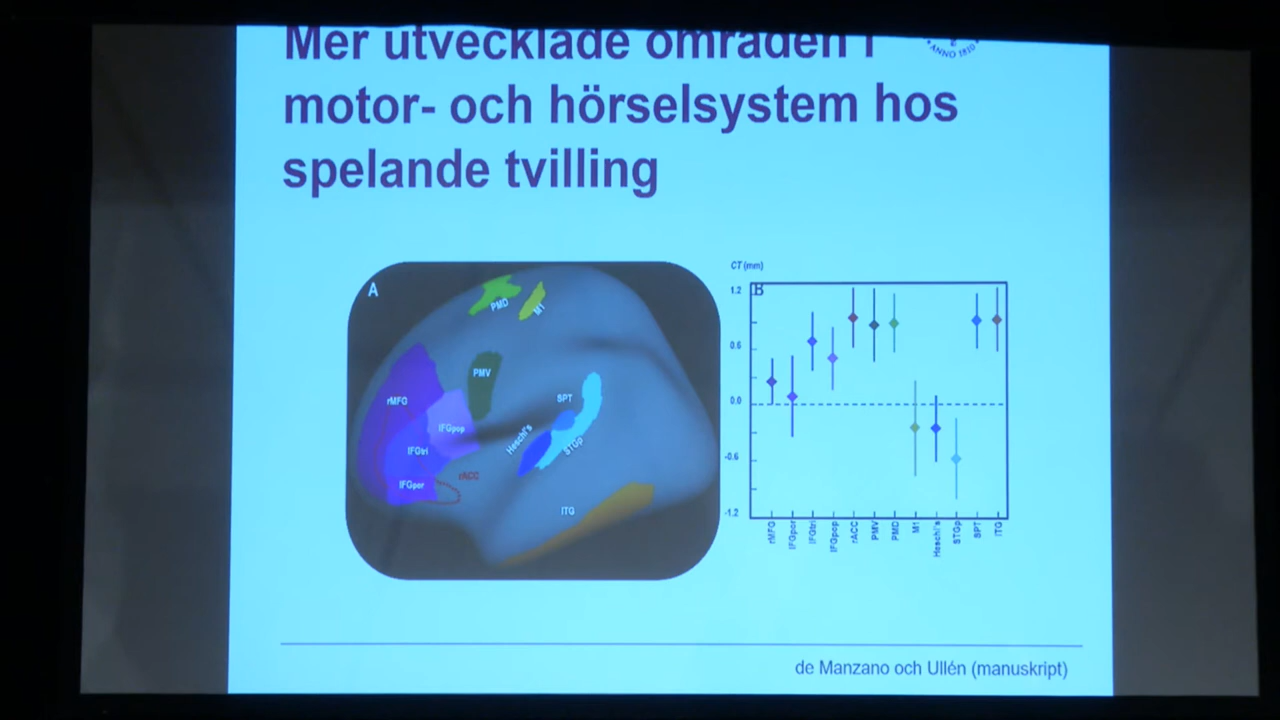 Mer utvecklade områden i
motor- och hörselsystem hos
spelande tvilling
ANNO 1810
A
PMD
M1
PMV
rMFG
IFGpop
IFGtri
IFGpor
rACC
SPT
Heschl's
STGp
ITG
CT (mm)
B
1.2
0.6
0.0
-0.6
-1.2
rMFG
IFGpor
IFGtri
IFGpop
rACC
PMV
PMD
M1
Heschl's
STGp
SPT
ITG
de Manzano och Ullén (manuskript)